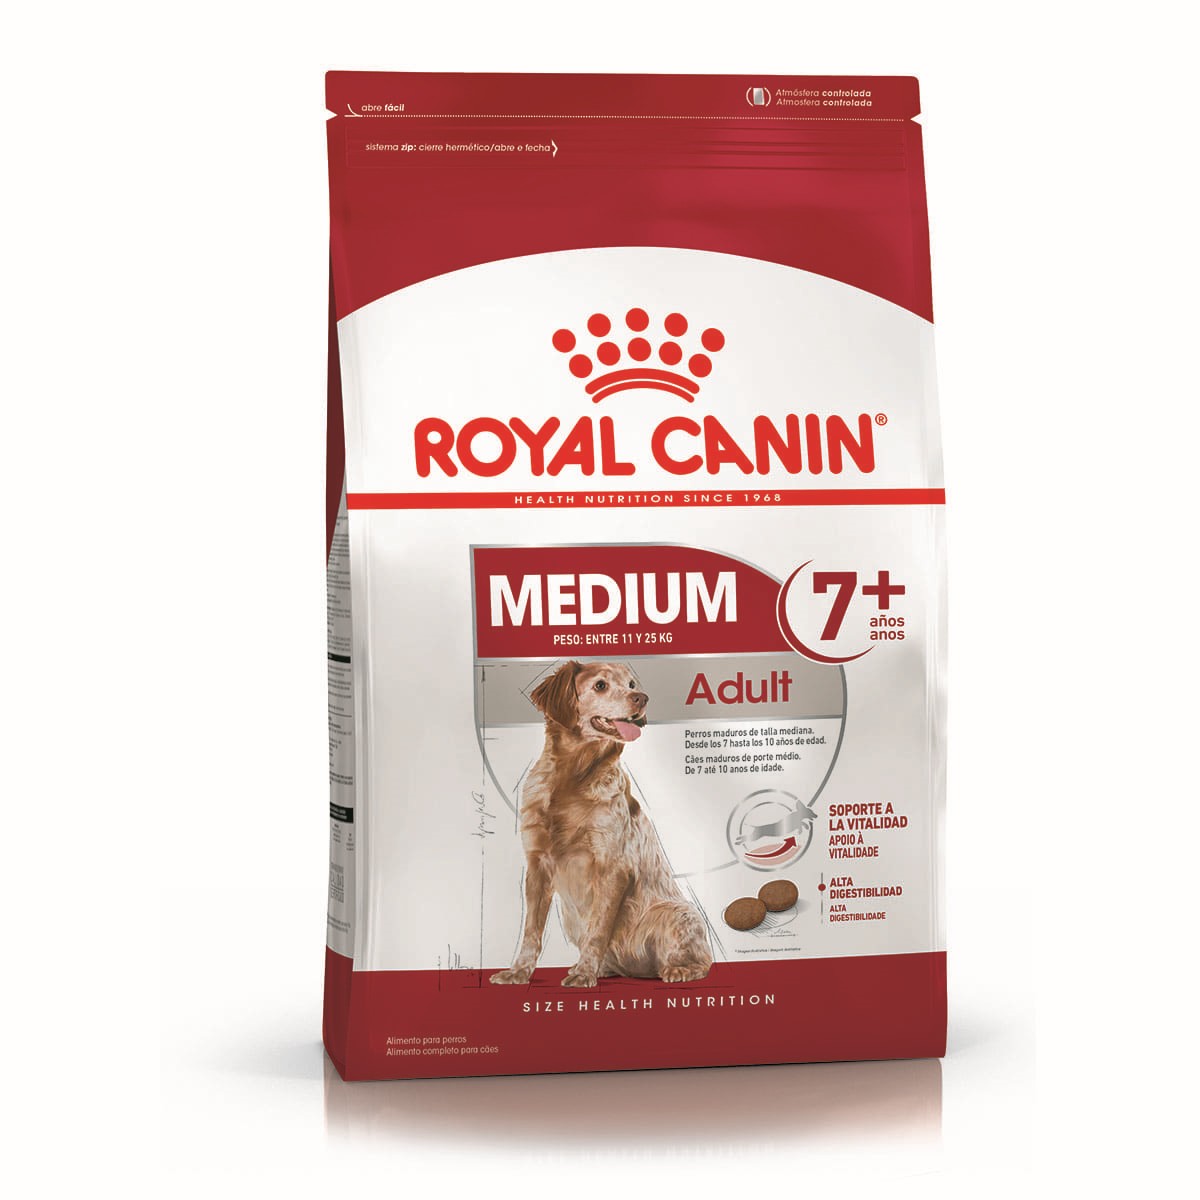 abre fácil
Atmósfera controlada
Atmosfera controlada
sistema zip: cierre hermético/abre e fecha
ROYAL CANIN®
HEALTH NUTRITION SINCE 1968
MEDIUM
PESO: ENTRE 11 Y 25 KG
7+
años
anos
Adult
Perros maduros de talla mediana.
Desde los 7 hasta los 10 años de edad.
Cães maduros de porte médio.
De 7 até 10 anos de idade.
SOPORTE A
LA VITALIDAD
APOIO À
VITALIDADE
ALTA
DIGESTIBILIDAD
ALTA
DIGESTIBILIDADE
SIZE HEALTH NUTRITION
Alimento para perros
Alimento completo para cães